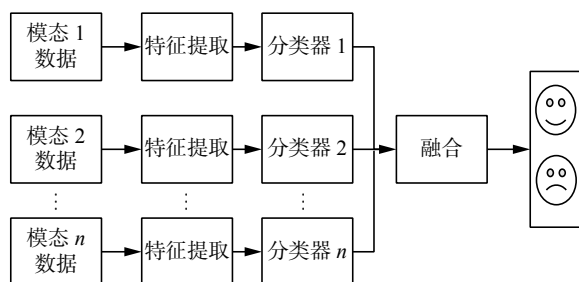 模态 1
数据
特征提取
分类器 1
模态 2
数据
特征提取
分类器 2
融合
模态 n
数据
特征提取
分类器 n